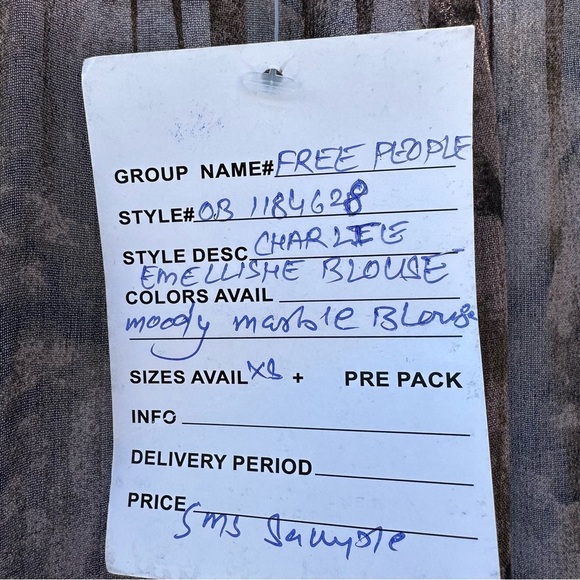 GROUP NAME# FREE PEOPLE
STYLE# OB 1184628
STYLE DESC CHARLIE
EMELLISHE BLOUSE
COLORS AVAIL
moody marble Blouse
SIZES AVAIL XS + PRE PACK
INFO
DELIVERY PERIOD
PRICE
SMS Sample